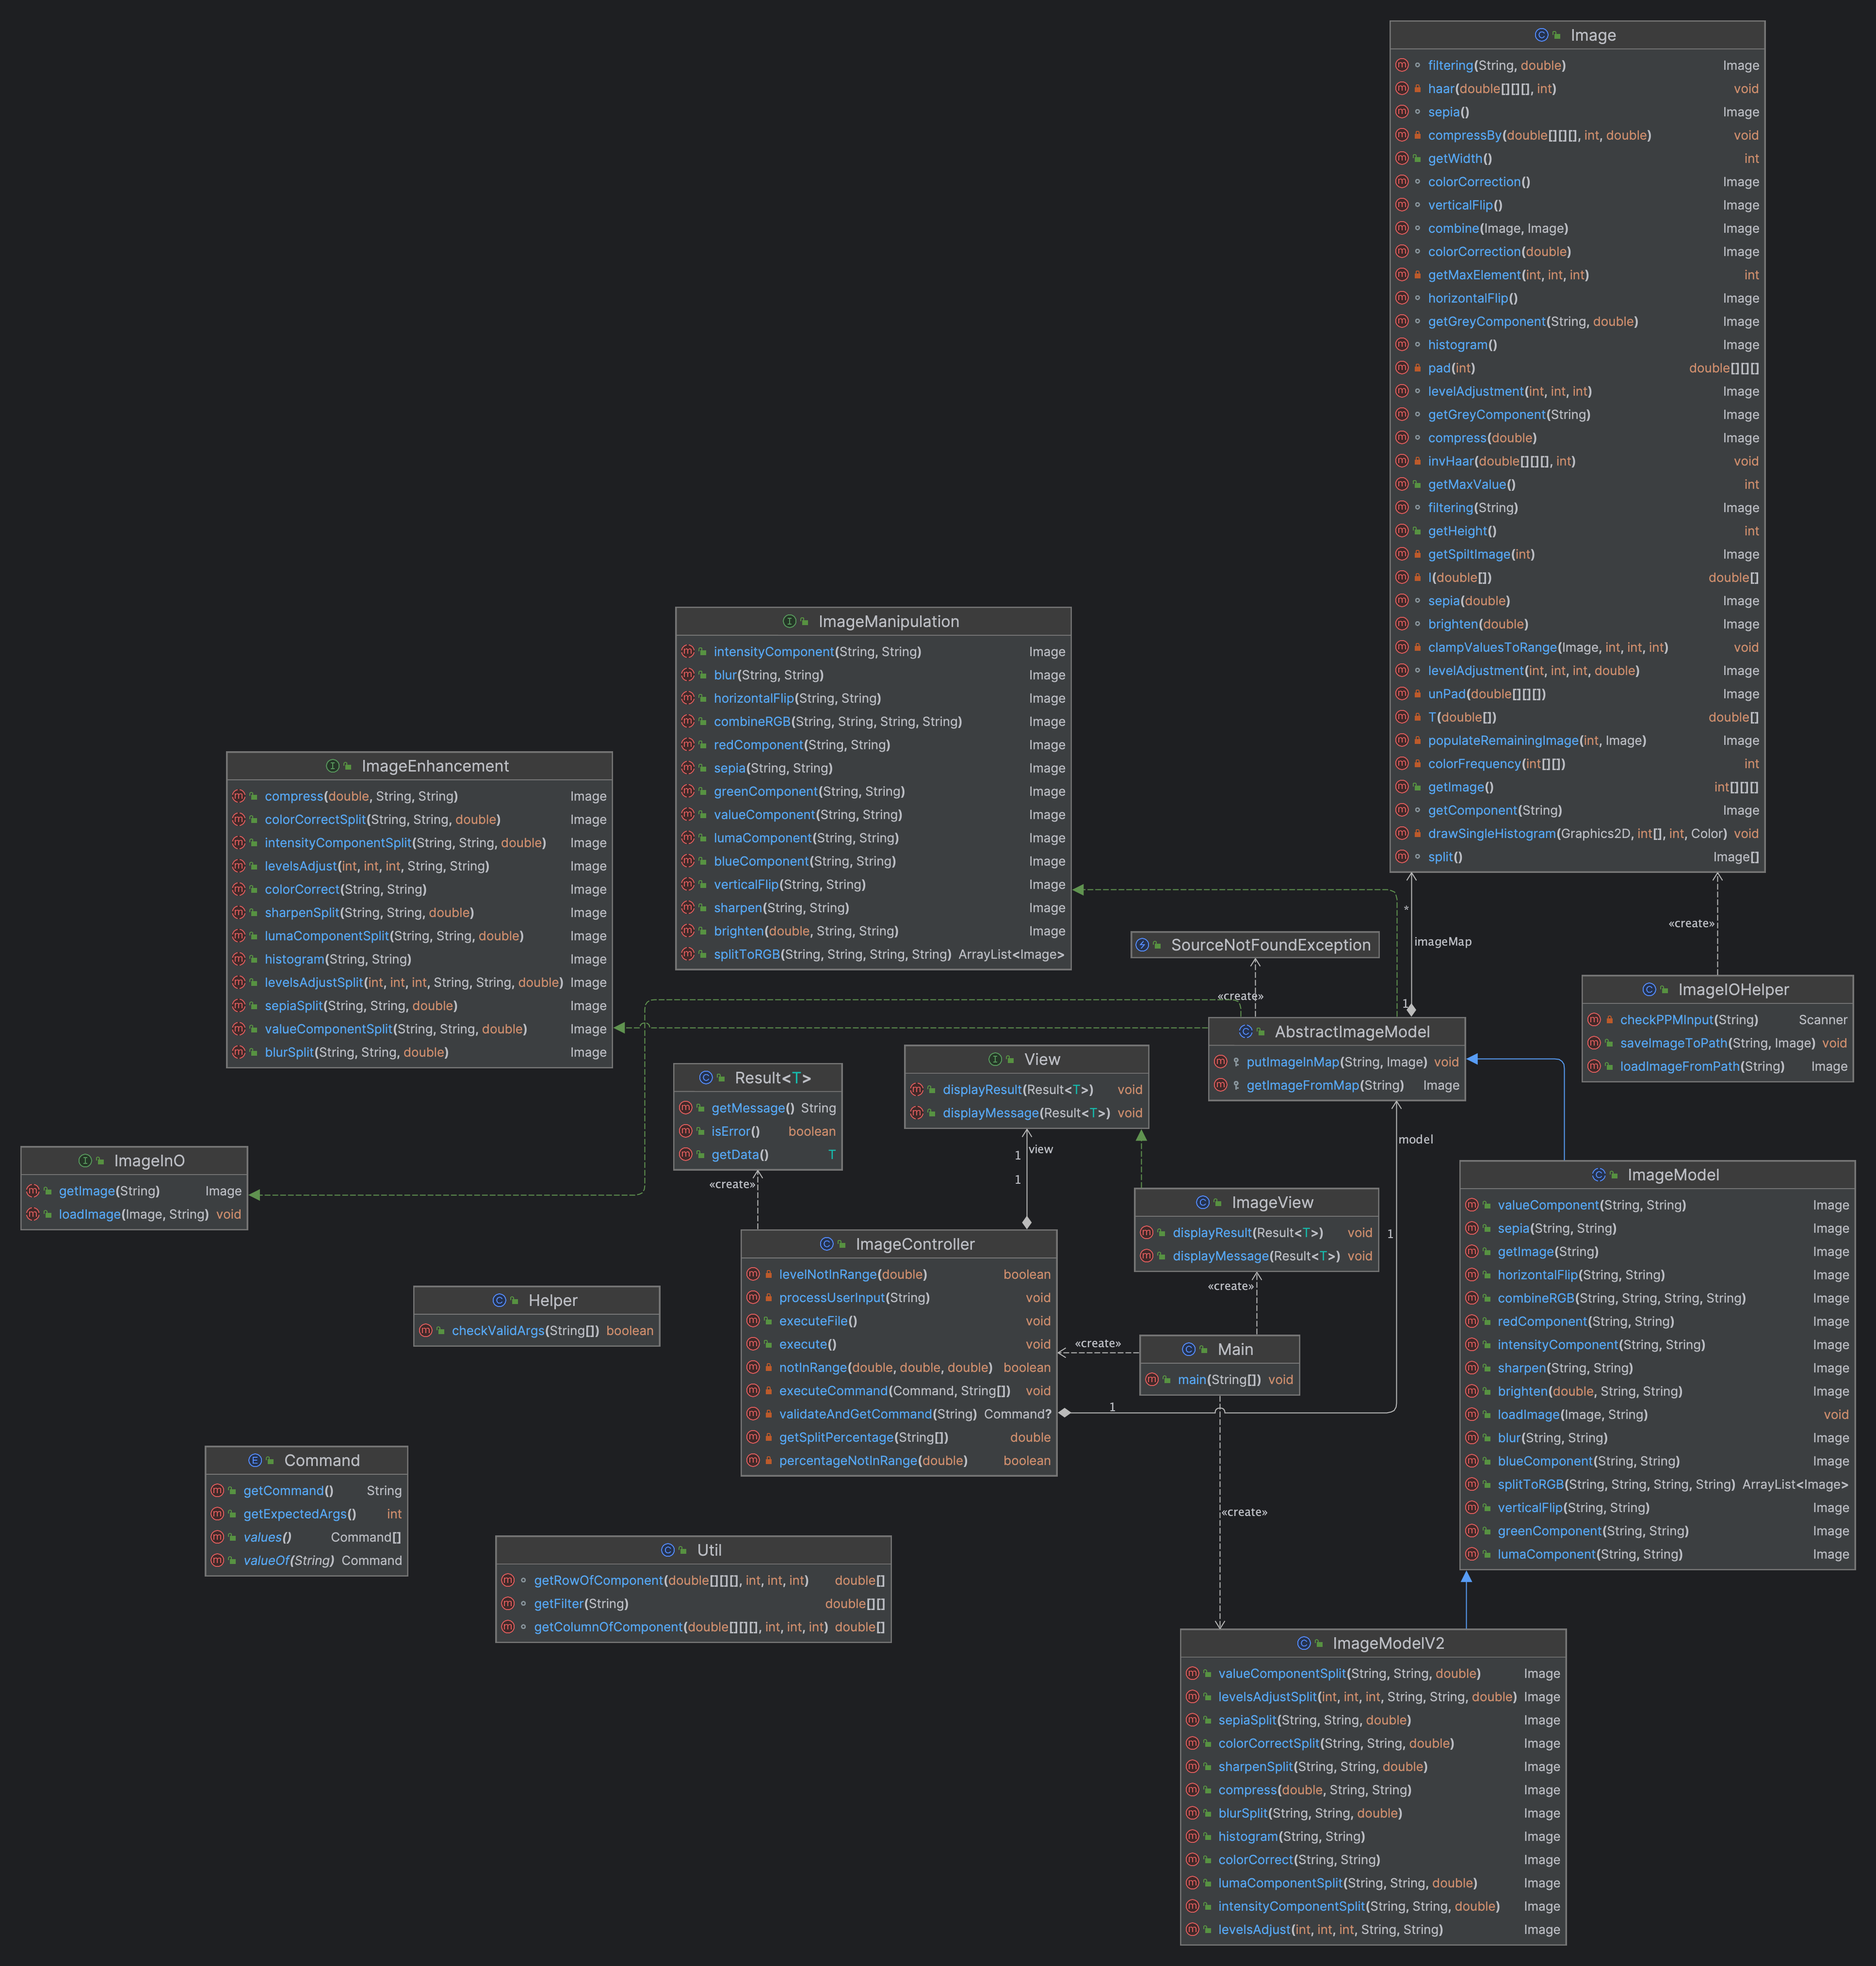 Image
filtering(String, double) Image
haar(double[][][], int) void
sepia() Image
compressBy(double[][][], int, double) void
getWidth() int
colorCorrection() Image
verticalFlip() Image
combine(Image, Image) Image
colorCorrection(double) Image
getMaxElement(int, int, int) int
horizontalFlip() Image
getGreyComponent(String, double) Image
histogram() Image
pad(int) double[][][]
levelAdjustment(int, int, int) Image
getGreyComponent(String) Image
compress(double) Image
invHaar(double[][][], int) void
getMaxValue() int
filtering(String) Image
getHeight() int
getSpiltImage(int) Image
I(double[]) double[]
sepia(double) Image
brighten(double) Image
clampValuesToRange(Image, int, int, int) void
levelAdjustment(int, int, int, double) Image
unPad(double[][][]) Image
T(double[]) double[]
populateRemainingImage(int, Image) Image
colorFrequency(int[][]) int
getImage() int[][][]
getComponent(String) Image
drawSingleHistogram(Graphics2D, int[], int, Color) void
split() Image[]
ImageManipulation
intensityComponent(String, String) Image
blur(String, String) Image
horizontalFlip(String, String) Image
combineRGB(String, String, String, String) Image
redComponent(String, String) Image
sepia(String, String) Image
greenComponent(String, String) Image
valueComponent(String, String) Image
lumaComponent(String, String) Image
blueComponent(String, String) Image
verticalFlip(String, String) Image
sharpen(String, String) Image
brighten(double, String, String) Image
splitToRGB(String, String, String, String) ArrayList<Image>
ImageEnhancement
compress(double, String, String) Image
colorCorrectSplit(String, String, double) Image
intensityComponentSplit(String, String, double) Image
levelsAdjust(int, int, int, String, String) Image
colorCorrect(String, String) Image
sharpenSplit(String, String, double) Image
lumaComponentSplit(String, String, double) Image
histogram(String, String) Image
levelsAdjustSplit(int, int, int, String, String, double) Image
sepiaSplit(String, String, double) Image
valueComponentSplit(String, String, double) Image
blurSplit(String, String, double) Image
*
imageMap
1
«create»
SourceNotFoundException
«create»
ImageIOHelper
checkPPMInput(String) Scanner
saveImageToPath(String, Image) void
loadImageFromPath(String) Image
AbstractImageModel
putImageInMap(String, Image) void
getImageFromMap(String) Image
View
displayResult(Result<T>) void
displayMessage(Result<T>) void
Result<T>
getMessage() String
isError() boolean
getData() T
«create»
1
view
1
model
1
1
ImageInO
getImage(String) Image
loadImage(Image, String) void
ImageView
displayResult(Result<T>) void
displayMessage(Result<T>) void
«create»
ImageModel
valueComponent(String, String) Image
sepia(String, String) Image
getImage(String) Image
horizontalFlip(String, String) Image
combineRGB(String, String, String, String) Image
redComponent(String, String) Image
intensityComponent(String, String) Image
sharpen(String, String) Image
brighten(double, String, String) Image
loadImage(Image, String) void
blur(String, String) Image
blueComponent(String, String) Image
splitToRGB(String, String, String, String) ArrayList<Image>
verticalFlip(String, String) Image
greenComponent(String, String) Image
lumaComponent(String, String) Image
ImageController
levelNotInRange(double) boolean
processUserInput(String) void
executeFile() void
execute() void
notInRange(double, double, double) boolean
executeCommand(Command, String[]) void
validateAndGetCommand(String) Command?
getSplitPercentage(String[]) double
percentageNotInRange(double) boolean
Helper
checkValidArgs(String[]) boolean
«create»
Main
main(String[]) void
«create»
Command
getCommand() String
getExpectedArgs() int
values() Command[]
valueOf(String) Command
Util
getRowOfComponent(double[][][], int, int, int) double[]
getFilter(String) double[][]
getColumnOfComponent(double[][][], int, int, int) double[]
ImageModelV2
valueComponentSplit(String, String, double) Image
levelsAdjustSplit(int, int, int, String, String, double) Image
sepiaSplit(String, String, double) Image
colorCorrectSplit(String, String, double) Image
sharpenSplit(String, String, double) Image
compress(double, String, String) Image
blurSplit(String, String, double) Image
histogram(String, String) Image
colorCorrect(String, String) Image
lumaComponentSplit(String, String, double) Image
intensityComponentSplit(String, String, double) Image
levelsAdjust(int, int, int, String, String) Image